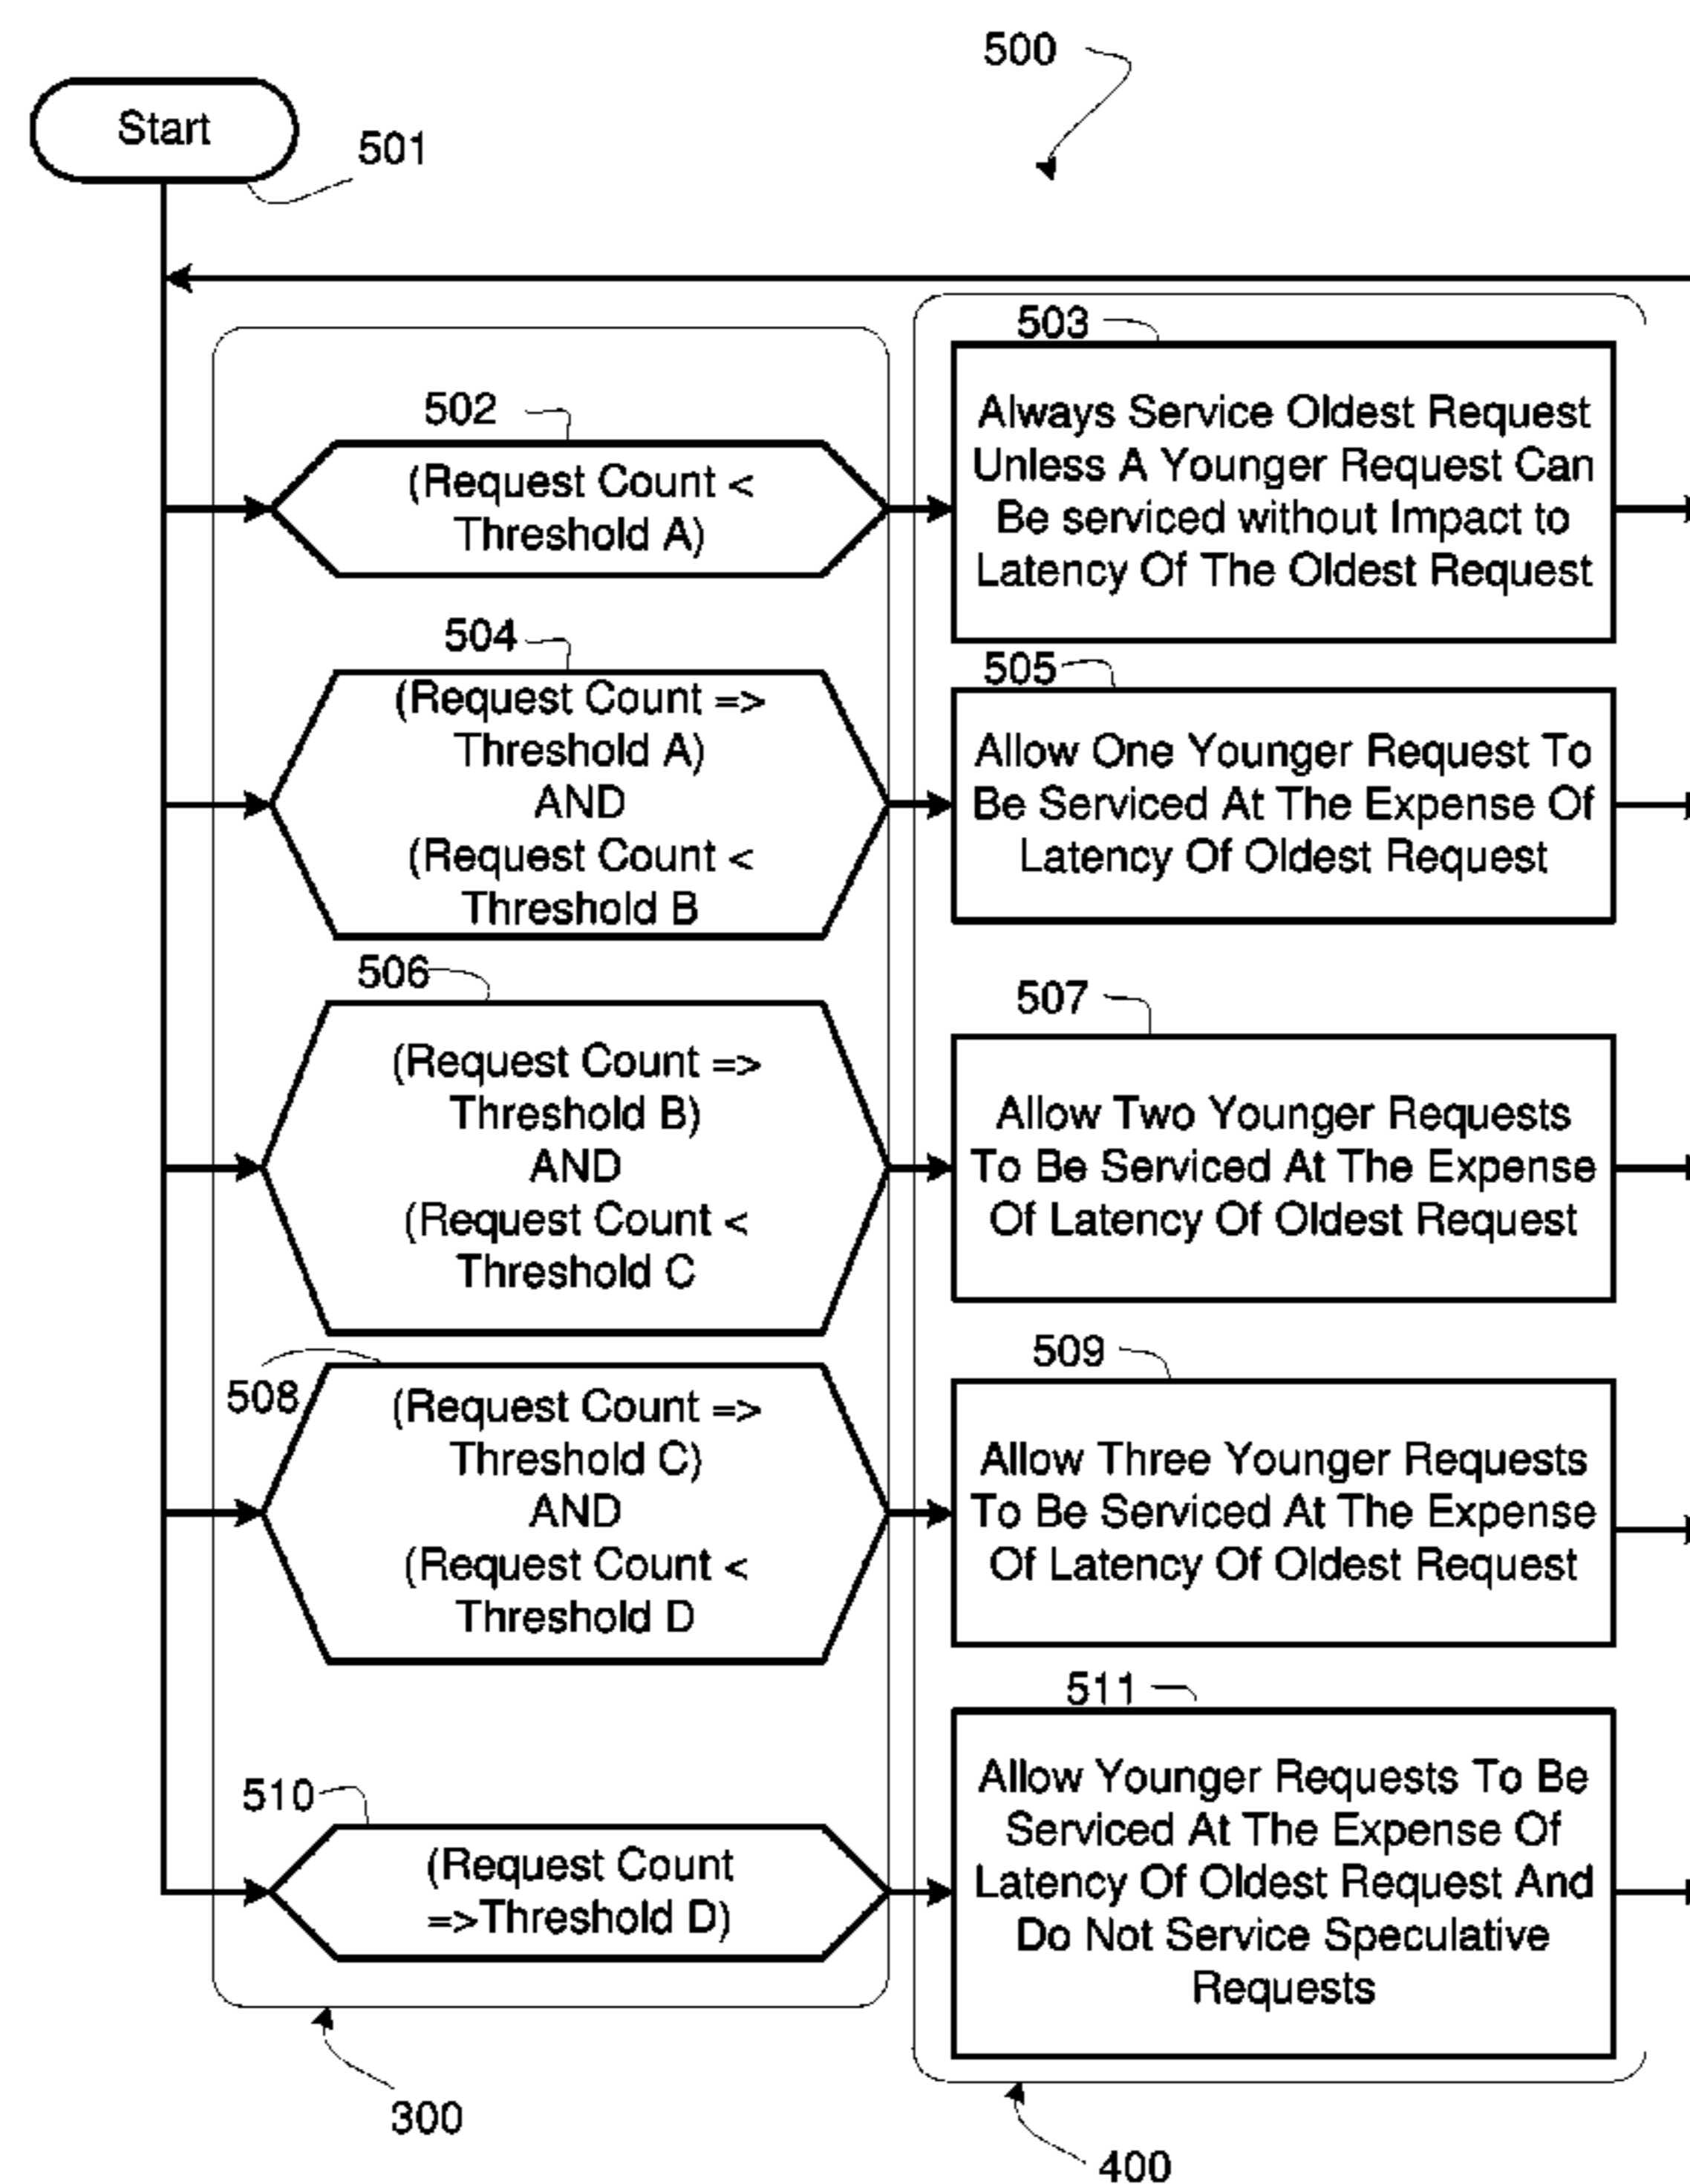 500
Start
501
503
Always Service Oldest Request
Unless A Younger Request Can
Be serviced without Impact to
Latency Of The Oldest Request
502
(Request Count <
Threshold A)
504
(Request Count =>
Threshold A)
AND
(Request Count <
Threshold B
505
Allow One Younger Request To
Be Serviced At The Expense Of
Latency Of Oldest Request
506
(Request Count =>
Threshold B)
AND
(Request Count <
Threshold C
507
Allow Two Younger Requests
To Be Serviced At The Expense
Of Latency Of Oldest Request
508
(Request Count =>
Threshold C)
AND
(Request Count <
Threshold D
509
Allow Three Younger Requests
To Be Serviced At The Expense
Of Latency Of Oldest Request
510
(Request Count
=>Threshold D)
511
Allow Younger Requests To Be
Serviced At The Expense Of
Latency Of Oldest Request And
Do Not Service Speculative
Requests
300
400